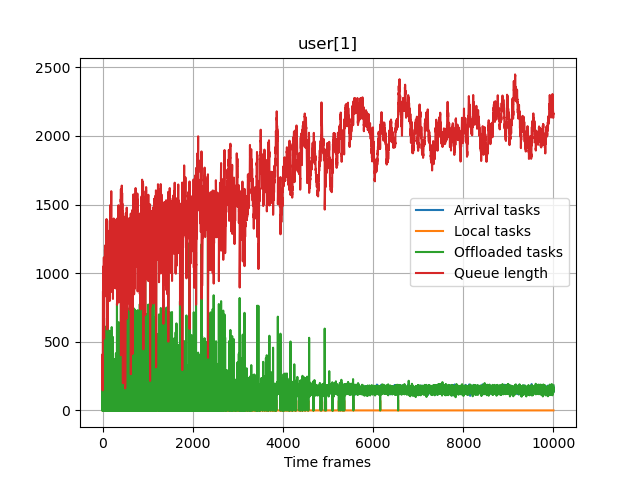 user[1]
2500
2000
1500
1000
500
0
Arrival tasks
Local tasks
Offloaded tasks
Queue length
0 2000 4000 6000 8000 10000
Time frames